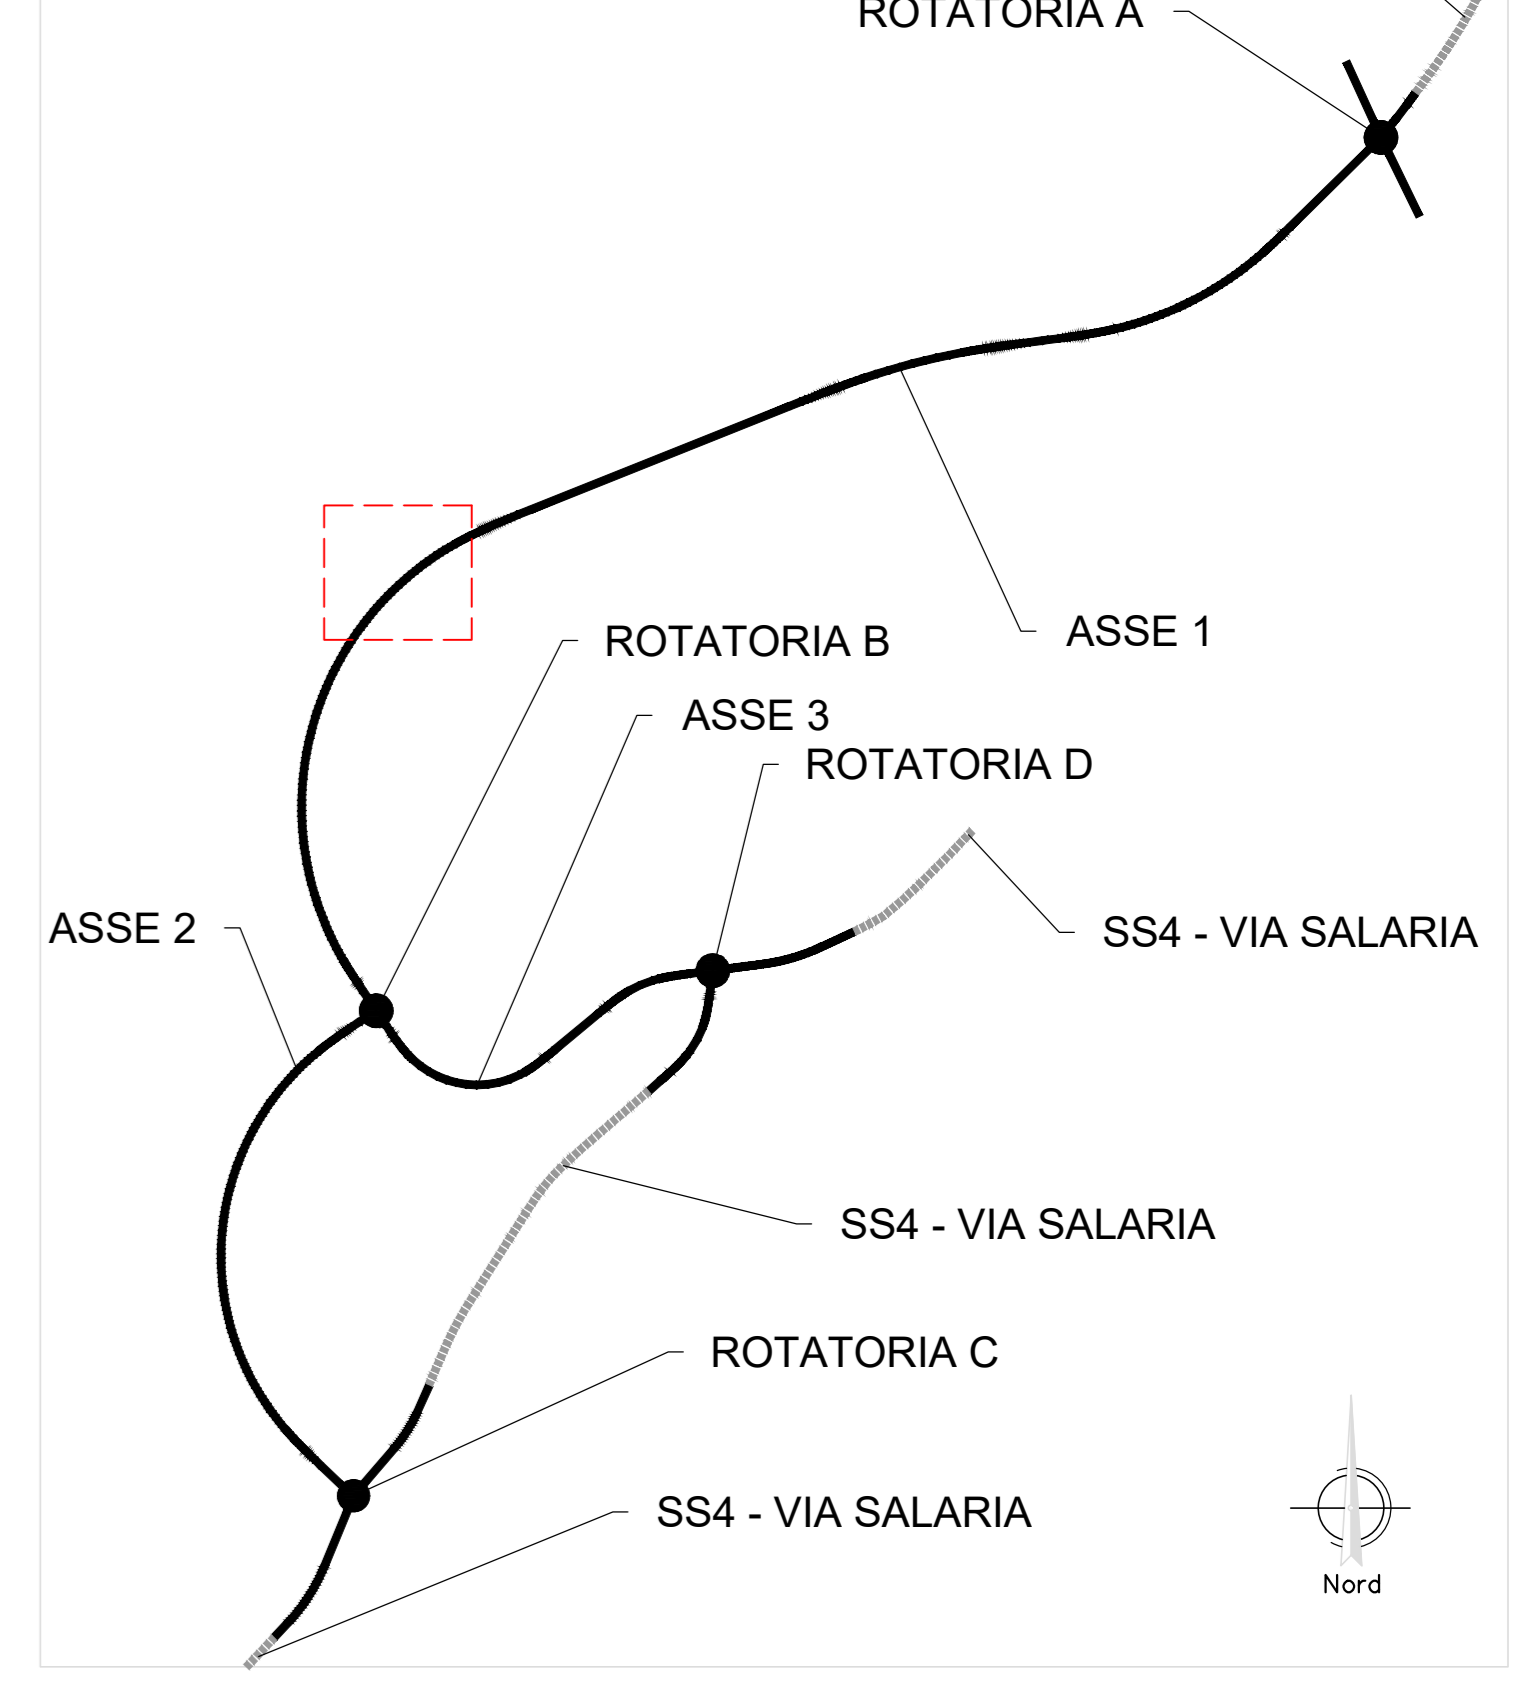 ROTATORIA A
ASSE 1
ROTATORIA B
ASSE 3
ROTATORIA D
ASSE 2
SS4 - VIA SALARIA
SS4 - VIA SALARIA
ROTATORIA C
SS4 - VIA SALARIA
Nord